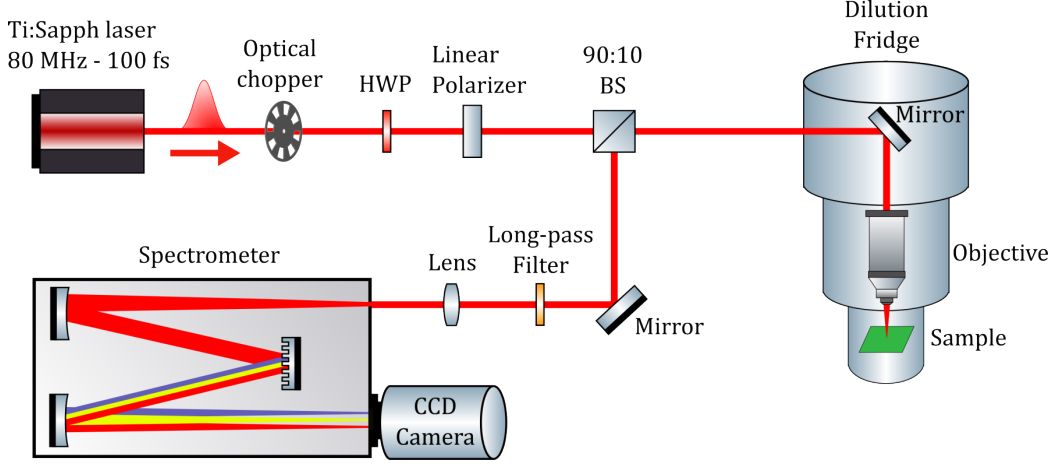 Ti:Sapph laser
80 MHz - 100 fs
Optical
chopper
HWP
Linear
Polarizer
90:10
BS
Dilution
Fridge
Mirror
Objective
Sample
Spectrometer
Lens
Long-pass
Filter
Mirror
CCD
Camera